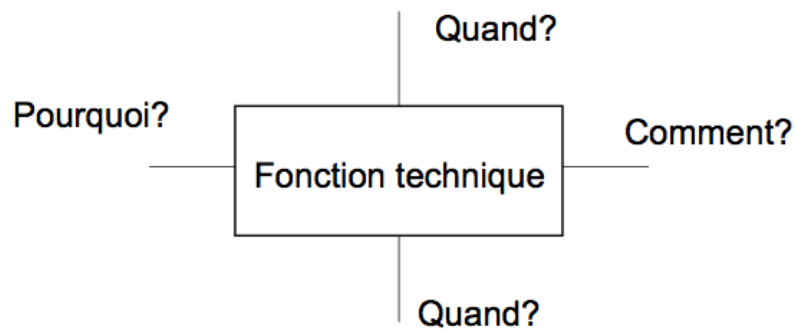 Quand?
Pourquoi?
Comment?
Fonction technique
Quand?